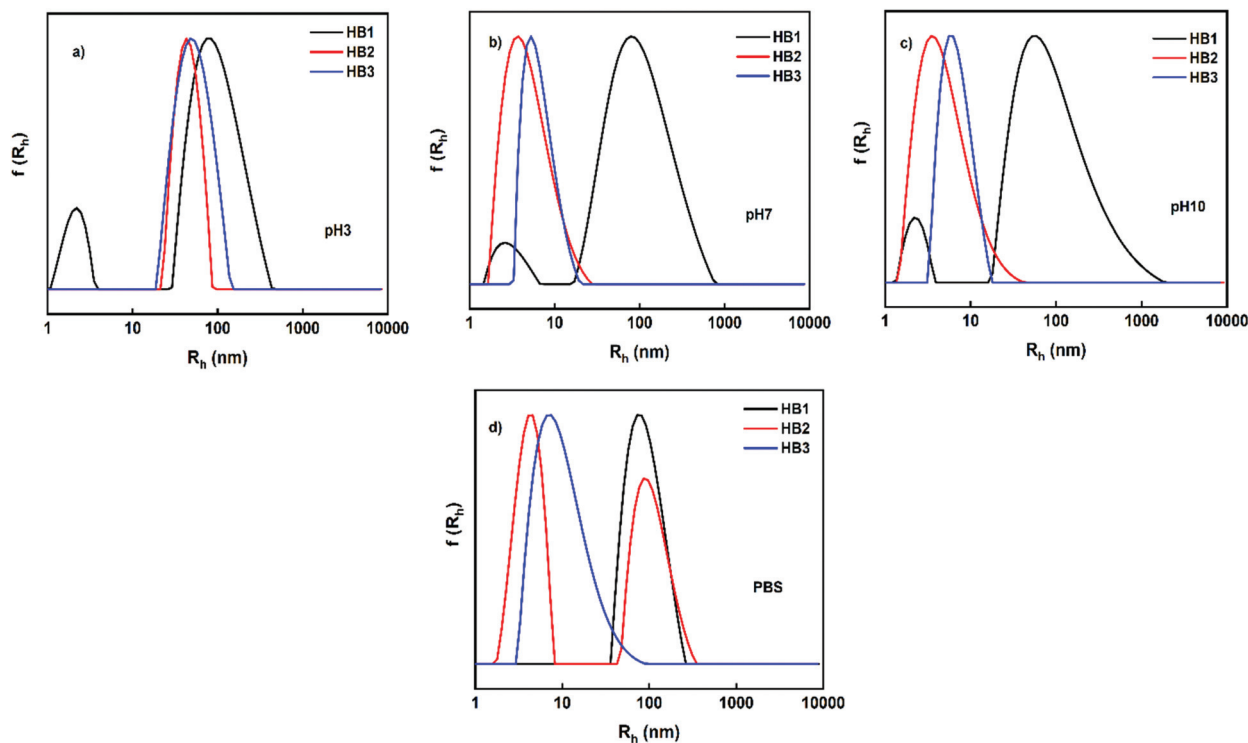 a)
HB1
HB2
HB3
f (Rh)
pH3
1 10 100 1000 10000
Rh (nm)
b)
HB1
HB2
HB3
f (Rh)
pH7
1 10 100 1000 10000
Rh (nm)
c)
HB1
HB2
HB3
f (Rh)
pH10
1 10 100 1000 10000
Rh (nm)
d)
HB1
HB2
HB3
f (Rh)
PBS
1 10 100 1000 10000
Rh (nm)